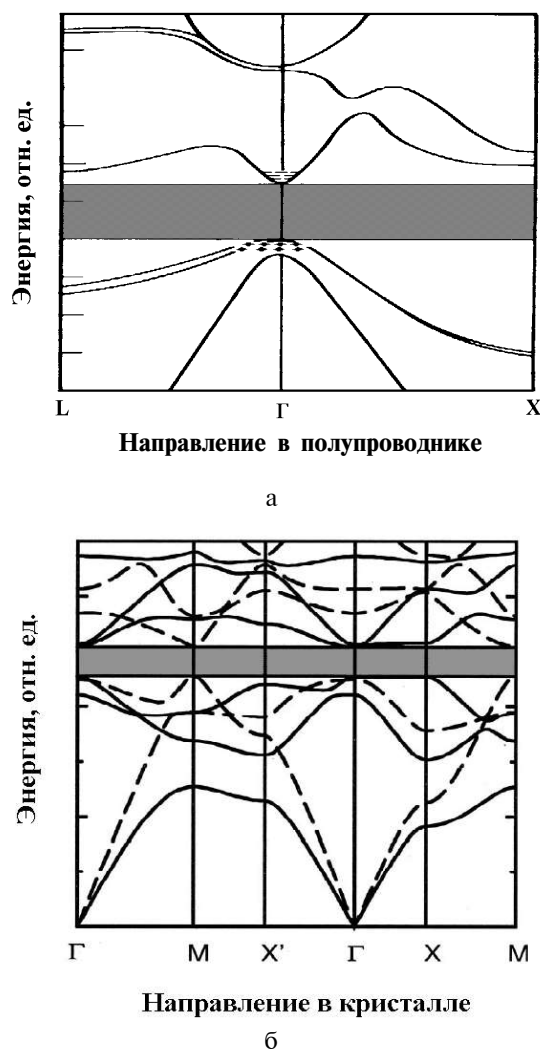 Энергия, отн. ед.
L Γ X
Направление в полупроводнике
а
Энергия, отн. ед.
Γ M X' Γ X M
Направление в кристалле
б